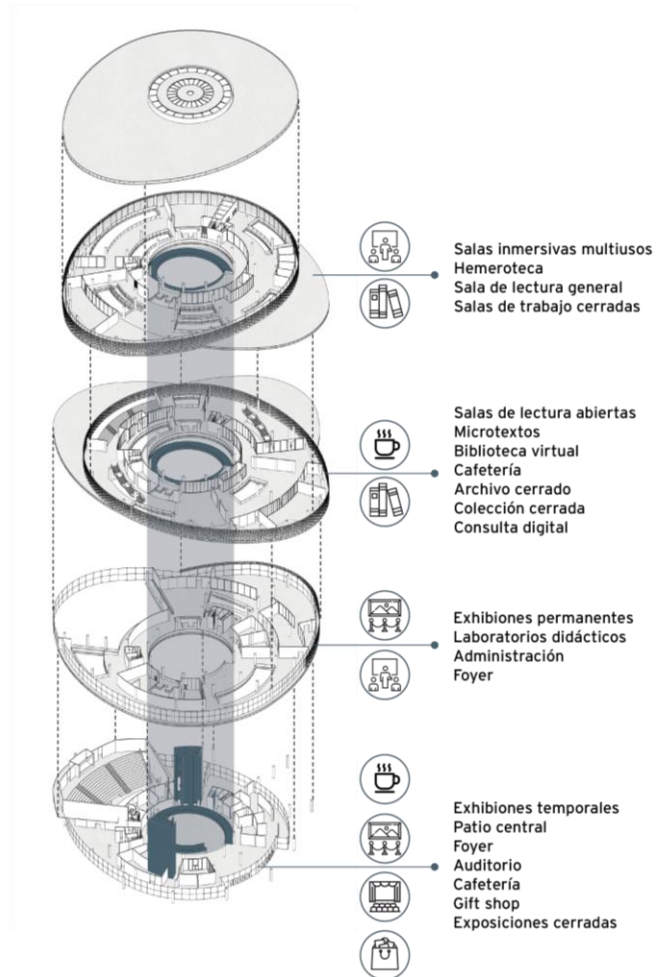 Salas inmersivas multiusos
Hemeroteca
Sala de lectura general
Salas de trabajo cerradas
Salas de lectura abiertas
Microtextos
Biblioteca virtual
Cafetería
Archivo cerrado
Colección cerrada
Consulta digital
Exhibiones permanentes
Laboratorios didácticos
Administración
Foyer
Exhibiones temporales
Patio central
Foyer
Auditorio
Cafetería
Gift shop
Exposiciones cerradas